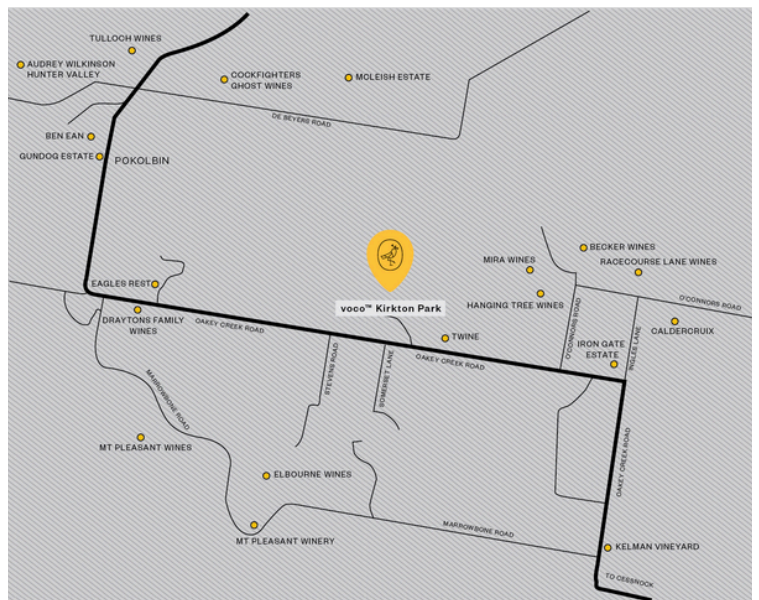 TULLOCH WINES
AUDREY WILKINSON
HUNTER VALLEY
COCKFIGHTERS
GHOST WINES
MCLEISH ESTATE
DE BEYERS ROAD
BEN EAN
GUNDOG ESTATE
POKOLBIN
BECKER WINES
MIRA WINES
RACECOURSE LANE WINES
EAGLES REST
HANGING TREE WINES
O'CONNORS ROAD
voco™ Kirkton Park
DRAYTONS FAMILY
WINES
OAKEY CREEK ROAD
O'CONNORS ROAD
CALDERCRUIX
TWINE
IRON GATE
ESTATE
INGLES LANE
OAKEY CREEK ROAD
STEVENS ROAD
SOMERSET LANE
MARROWBONE ROAD
MT PLEASANT WINES
OAKEY CREEK ROAD
ELBOURNE WINES
MARROWBONE ROAD
MT PLEASANT WINERY
KELMAN VINEYARD
TO CESSNOCK